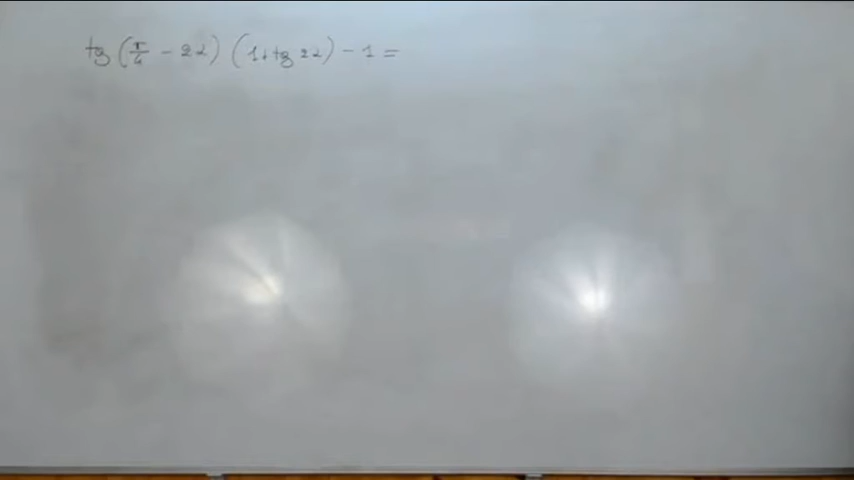 tg(π/4 - 2α) (1+tg 2α) - 1 =